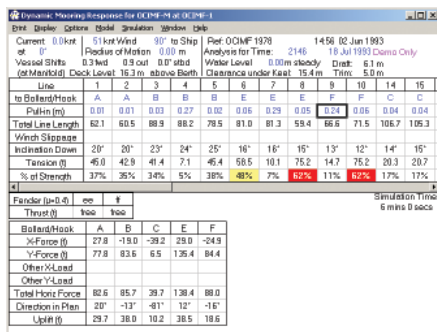 Dynamic Mooring Response for OCIMF-M at OCIMF-1
Print Display Options Model Simulation Window Help
Current 0.0knt 51knt Wind 90° to Ship Ref: OCIMF 1978 14:56 02 Jun 1993
at 0° Radius of Motion 0.00 m Analysis for Time: 2146 18 Jul 1993 Demo Only
Vessel Shifts 0.3 fwd 0.9 out 0.0° stbd Water Level 0.00m steady Draft: 6.1 m
(at Manifold) Deck Level: 16.3 m above Berth Clearance under Keel: 15.4 m Trim: 5.0 m
Line 1 2 3 4 5 6 7 8 9 10 14 15
to Bollard/Hook A A B B B E E E F F C C
Pull-in (m) 0.01 0.01 0.03 0.27 0.02 0.06 0.29 0.05 0.24 0.06 0.04 0.04
Total Line Length 62.1 60.5 88.9 88.2 78.5 81.0 81.3 59.4 66.6 71.5 106.7 105.3
Winch Slippage
Inclination Down 20° 20° 23° 24° 25° 16° 16° 15° 13° 12° 14° 15°
Tension (t) 45.0 42.9 41.4 7.1 45.4 58.5 10.1 75.2 14.7 75.2 20.3 20.7
% of Strength 37% 35% 34% 5% 38% 48% 7% 62% 11% 62% 17% 17%
Fender (u=0.4) ee ff
Thrust (t) free free
Simulation Time
6 mins 0 secs
Bollard/Hook A B C E F
X-Force (t) 27.8 -19.0 -39.2 29.0 -24.9
Y-Force (t) 77.8 83.6 6.5 135.4 84.4
Other X-Load
Other Y-Load
Total Horiz Force 82.6 85.7 39.7 138.4 88.0
Direction in Plan 20° -13° -81° 12° -16°
Uplift (t) 29.7 38.0 10.2 38.5 18.6